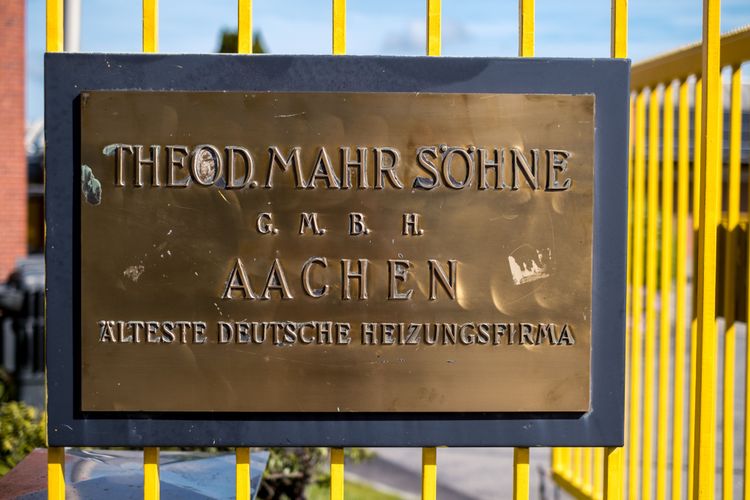 THEOD. MAHR SÖHNE
G. M. B. H.
AACHEN
ÄLTESTE DEUTSCHE HEIZUNGSFIRMA